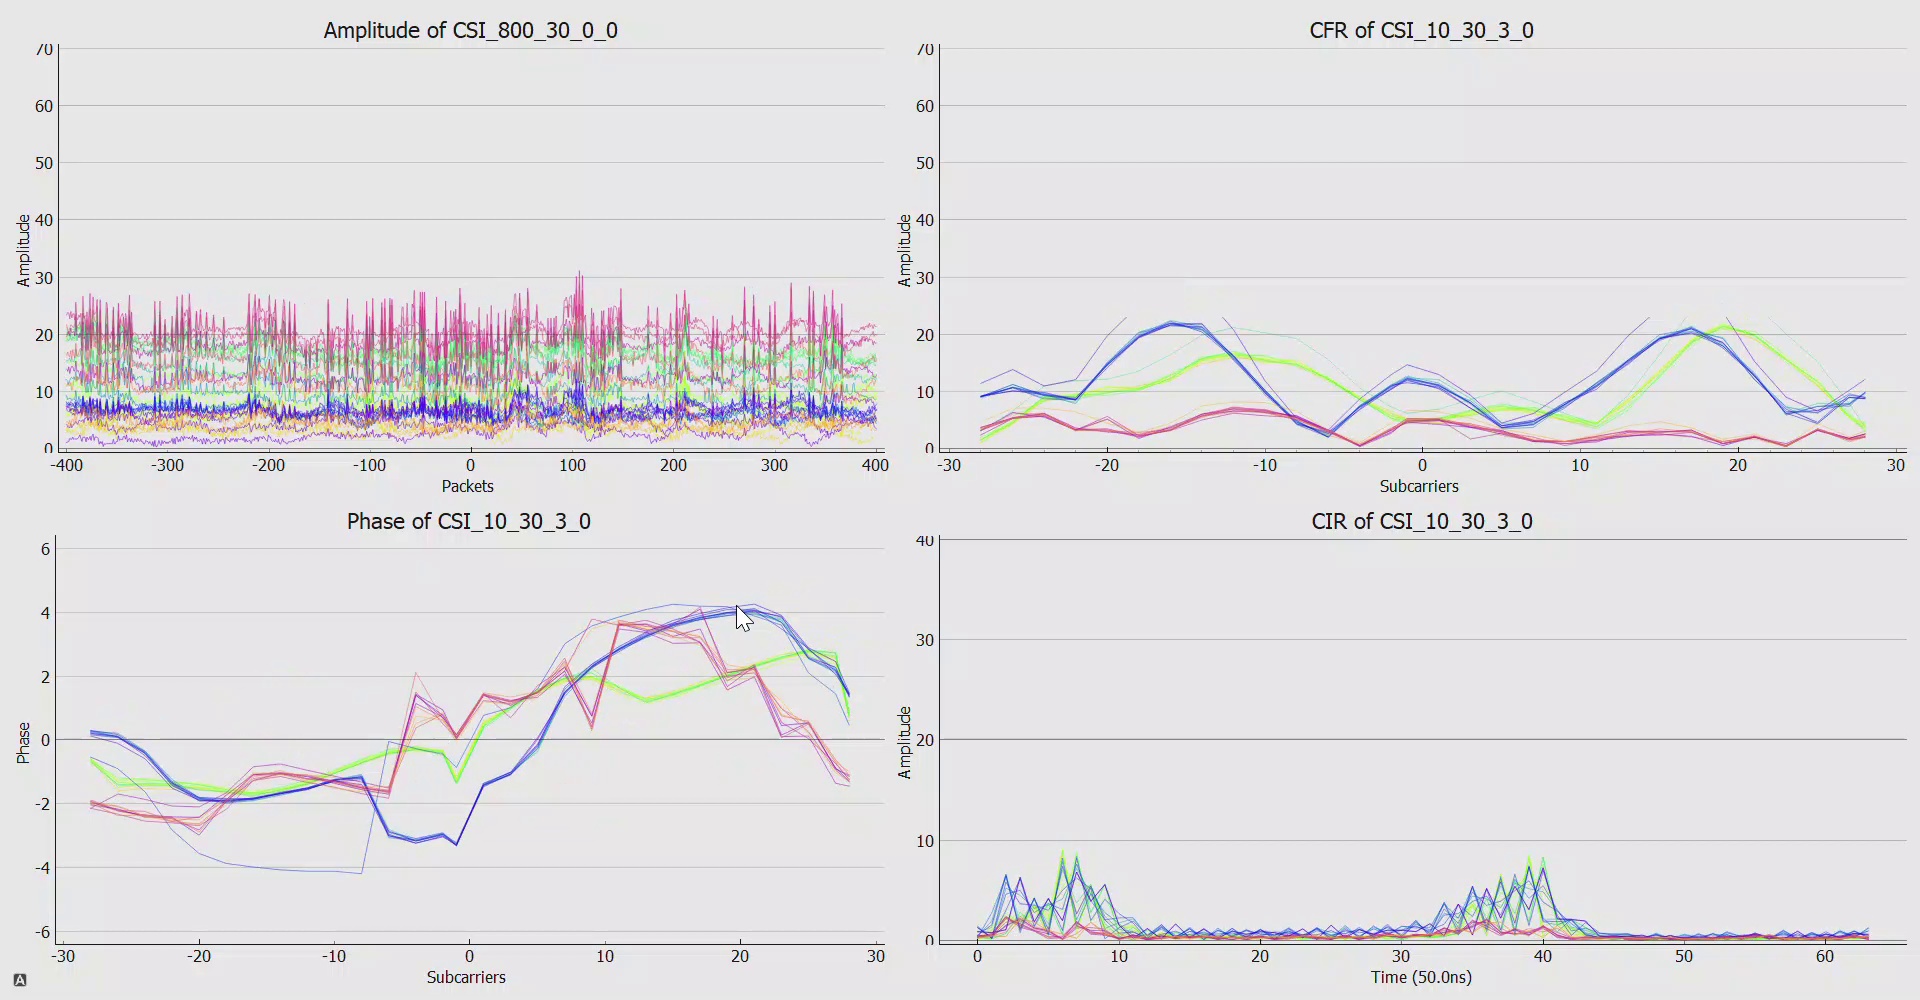 Amplitude of CSI_800_30_0_0
70
60
50
40
30
20
10
0
Amplitude
-400 -300 -200 -100 0 100 200 300 400
Packets
CFR of CSI_10_30_3_0
70
60
50
40
30
20
10
0
Amplitude
-30 -20 -10 0 10 20 30
Subcarriers
Phase of CSI_10_30_3_0
6
4
2
0
-2
-4
-6
Phase
-30 -20 -10 0 10 20 30
Subcarriers
A
CIR of CSI_10_30_3_0
40
30
20
10
0
Amplitude
0 10 20 30 40 50 60
Time (50.0ns)